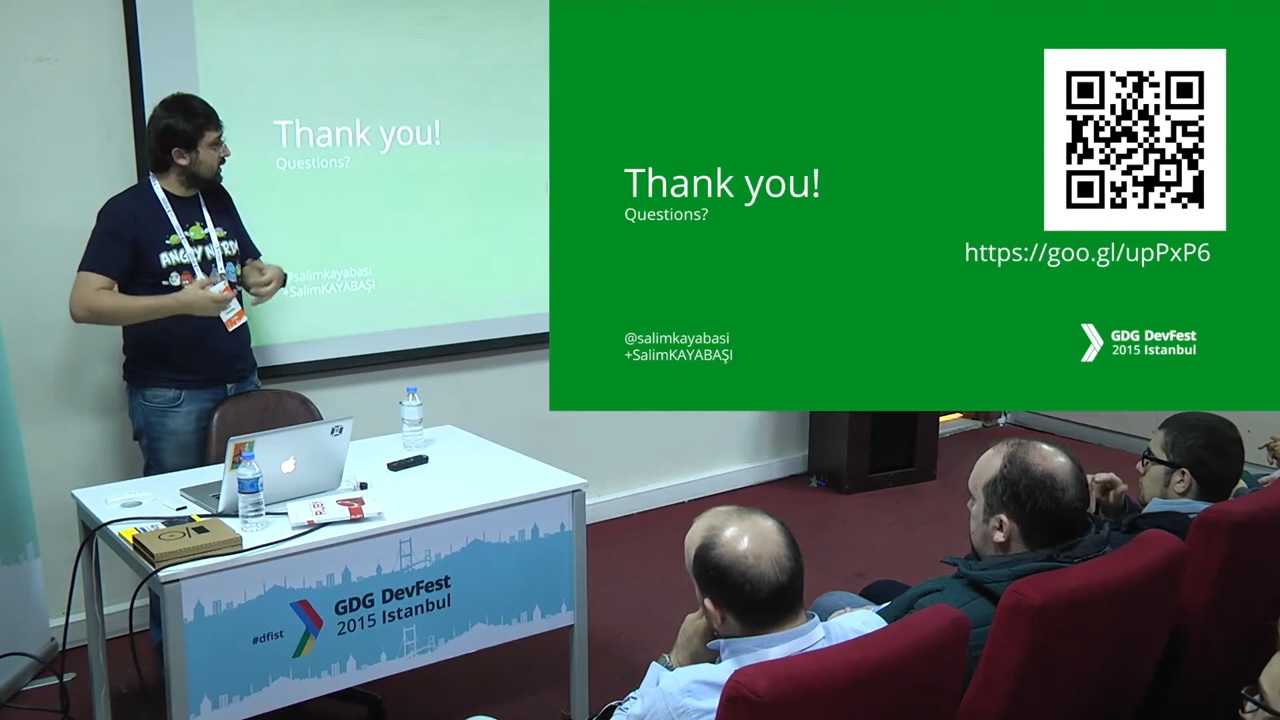 Thank you!
Questions?
@salimkayabasi
+SalimKAYABAŞI
ANGRY NERDS
Thank you!
Questions?
https://goo.gl/upPxP6
@salimkayabasi
+SalimKAYABAŞI
GDG DevFest
2015 Istanbul
#dfist
GDG DevFest
2015 Istanbul